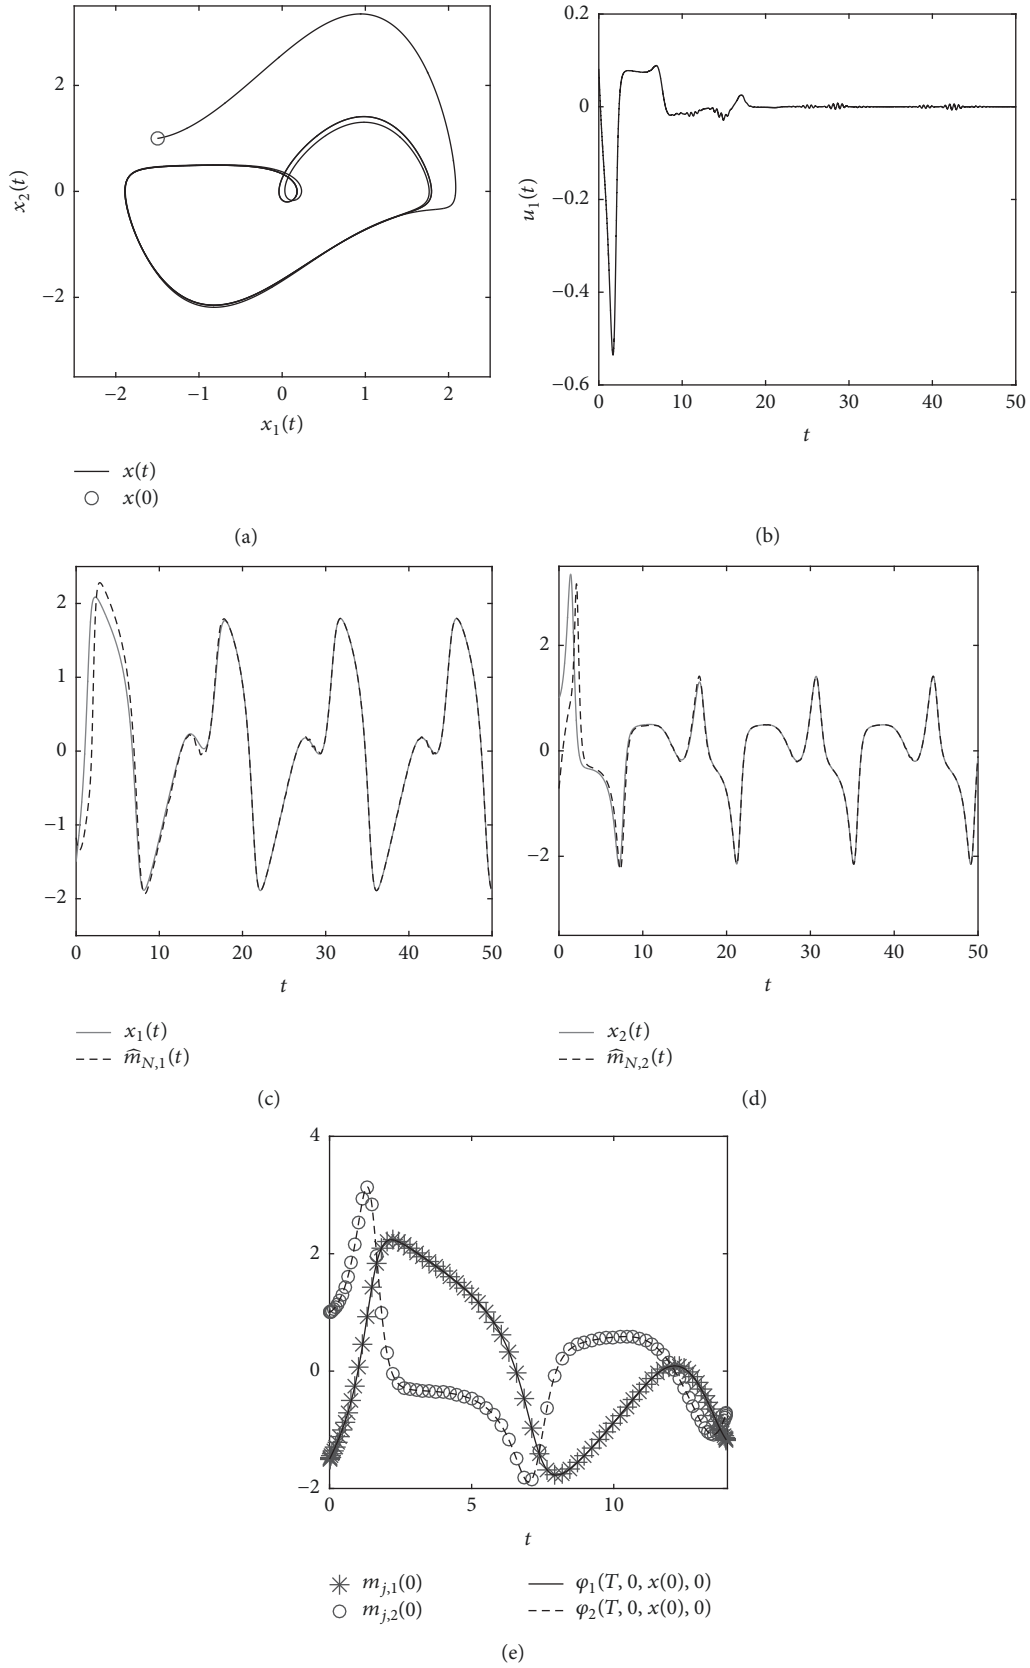 2
0
−2
x₂(t)
−2 −1 0 1 2
x₁(t)
x(t)
x(0)
(a)
0.2
0
−0.2
−0.4
−0.6
u₁(t)
0 10 20 30 40 50
t
(b)
2
1
0
−1
−2
0 10 20 30 40 50
t
x₁(t)
m̂_{N,1}(t)
(c)
2
0
−2
0 10 20 30 40 50
t
x₂(t)
m̂_{N,2}(t)
(d)
4
2
0
−2
0 5 10
t
m_{j,1}(0)
m_{j,2}(0)
φ₁(T, 0, x(0), 0)
φ₂(T, 0, x(0), 0)
(e)